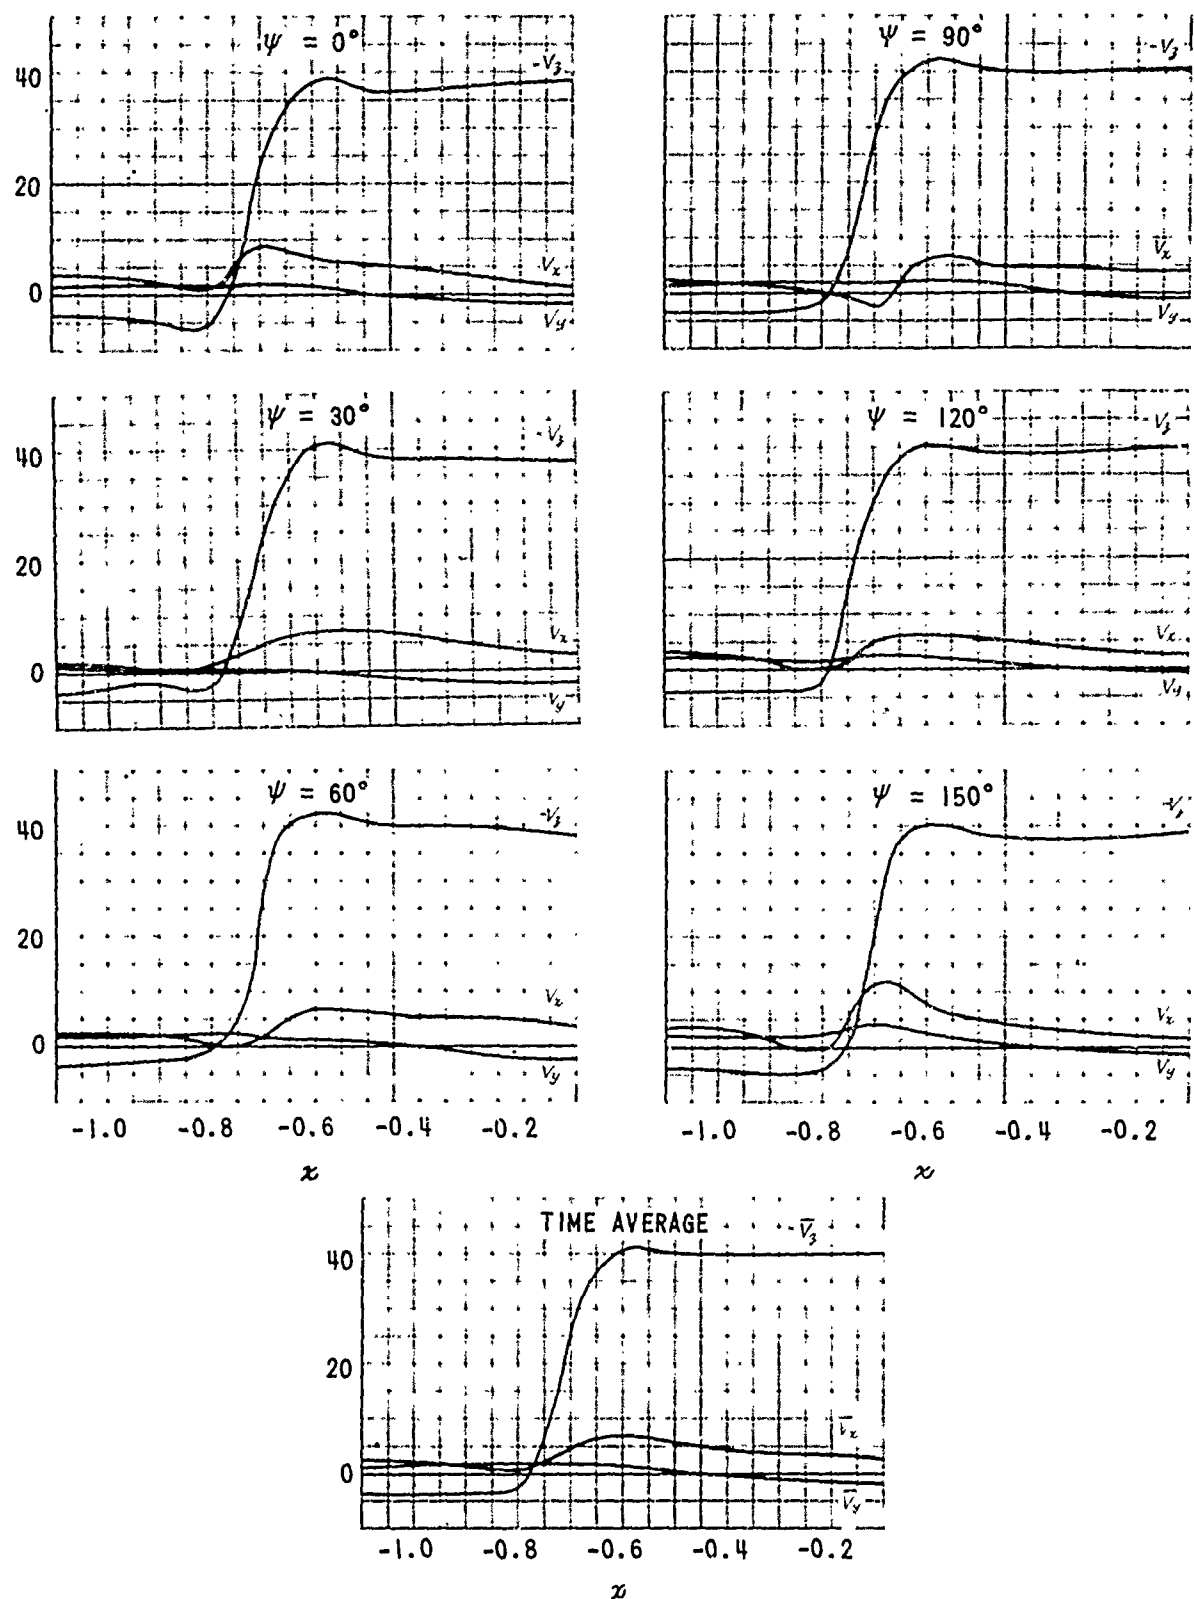 ψ = 0°
-V_z
40
20
V_x
0
V_y
ψ = 90°
-V_z
V_x
V_y
ψ = 30°
-V_z
40
20
V_x
0
V_y
ψ = 120°
-V_z
V_x
V_y
ψ = 60°
-V_z
40
20
V_x
0
V_y
-1.0 -0.8 -0.6 -0.4 -0.2
x
ψ = 150°
-V_z
V_x
V_y
-1.0 -0.8 -0.6 -0.4 -0.2
x
TIME AVERAGE
-V̄_z
40
20
V̄_x
0
V̄_y
-1.0 -0.8 -0.6 -0.4 -0.2
x